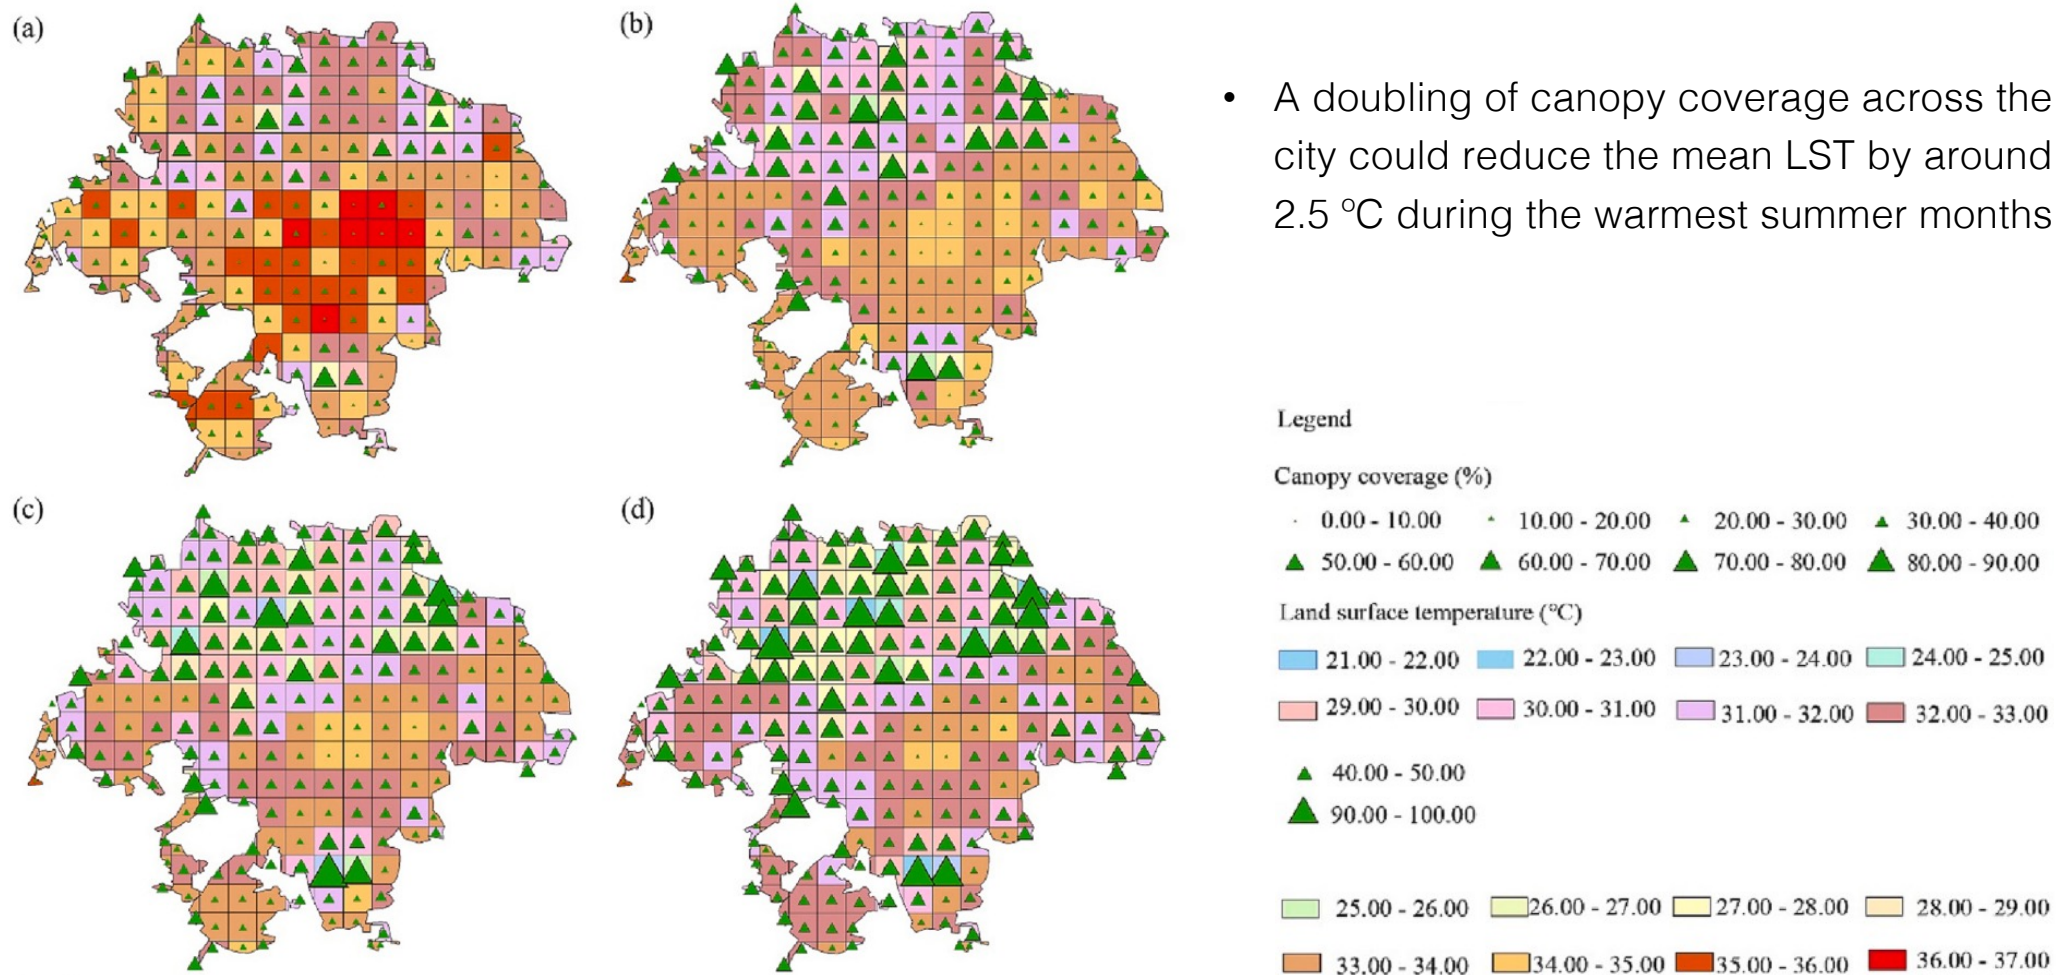 (a)
(b)
• A doubling of canopy coverage across the
city could reduce the mean LST by around
2.5 ºC during the warmest summer months
Legend
Canopy coverage (%)
0.00 - 10.00 10.00 - 20.00 20.00 - 30.00 30.00 - 40.00
50.00 - 60.00 60.00 - 70.00 70.00 - 80.00 80.00 - 90.00
(c)
(d)
Land surface temperature (°C)
21.00 - 22.00 22.00 - 23.00 23.00 - 24.00 24.00 - 25.00
29.00 - 30.00 30.00 - 31.00 31.00 - 32.00 32.00 - 33.00
40.00 - 50.00
90.00 - 100.00
25.00 - 26.00 26.00 - 27.00 27.00 - 28.00 28.00 - 29.00
33.00 - 34.00 34.00 - 35.00 35.00 - 36.00 36.00 - 37.00